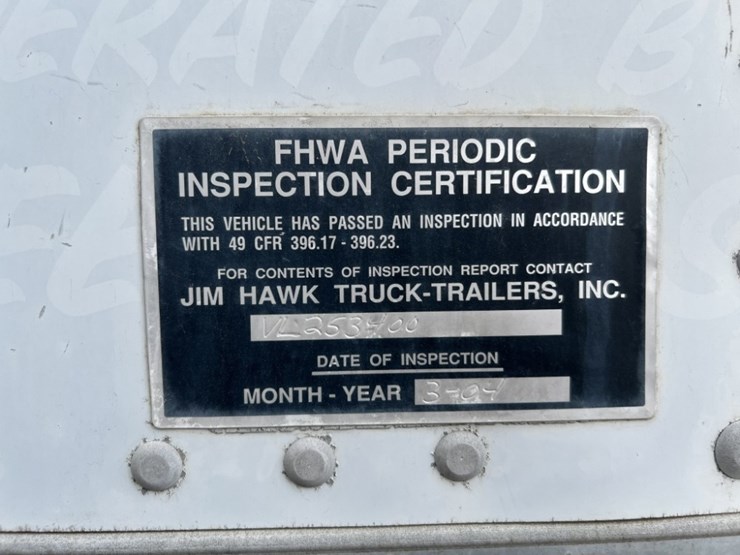 FHWA PERIODIC
INSPECTION CERTIFICATION
THIS VEHICLE HAS PASSED AN INSPECTION IN ACCORDANCE
WITH 49 CFR 396.17 - 396.23.
FOR CONTENTS OF INSPECTION REPORT CONTACT
JIM HAWK TRUCK-TRAILERS, INC.
VL253400
DATE OF INSPECTION
MONTH - YEAR 3-04